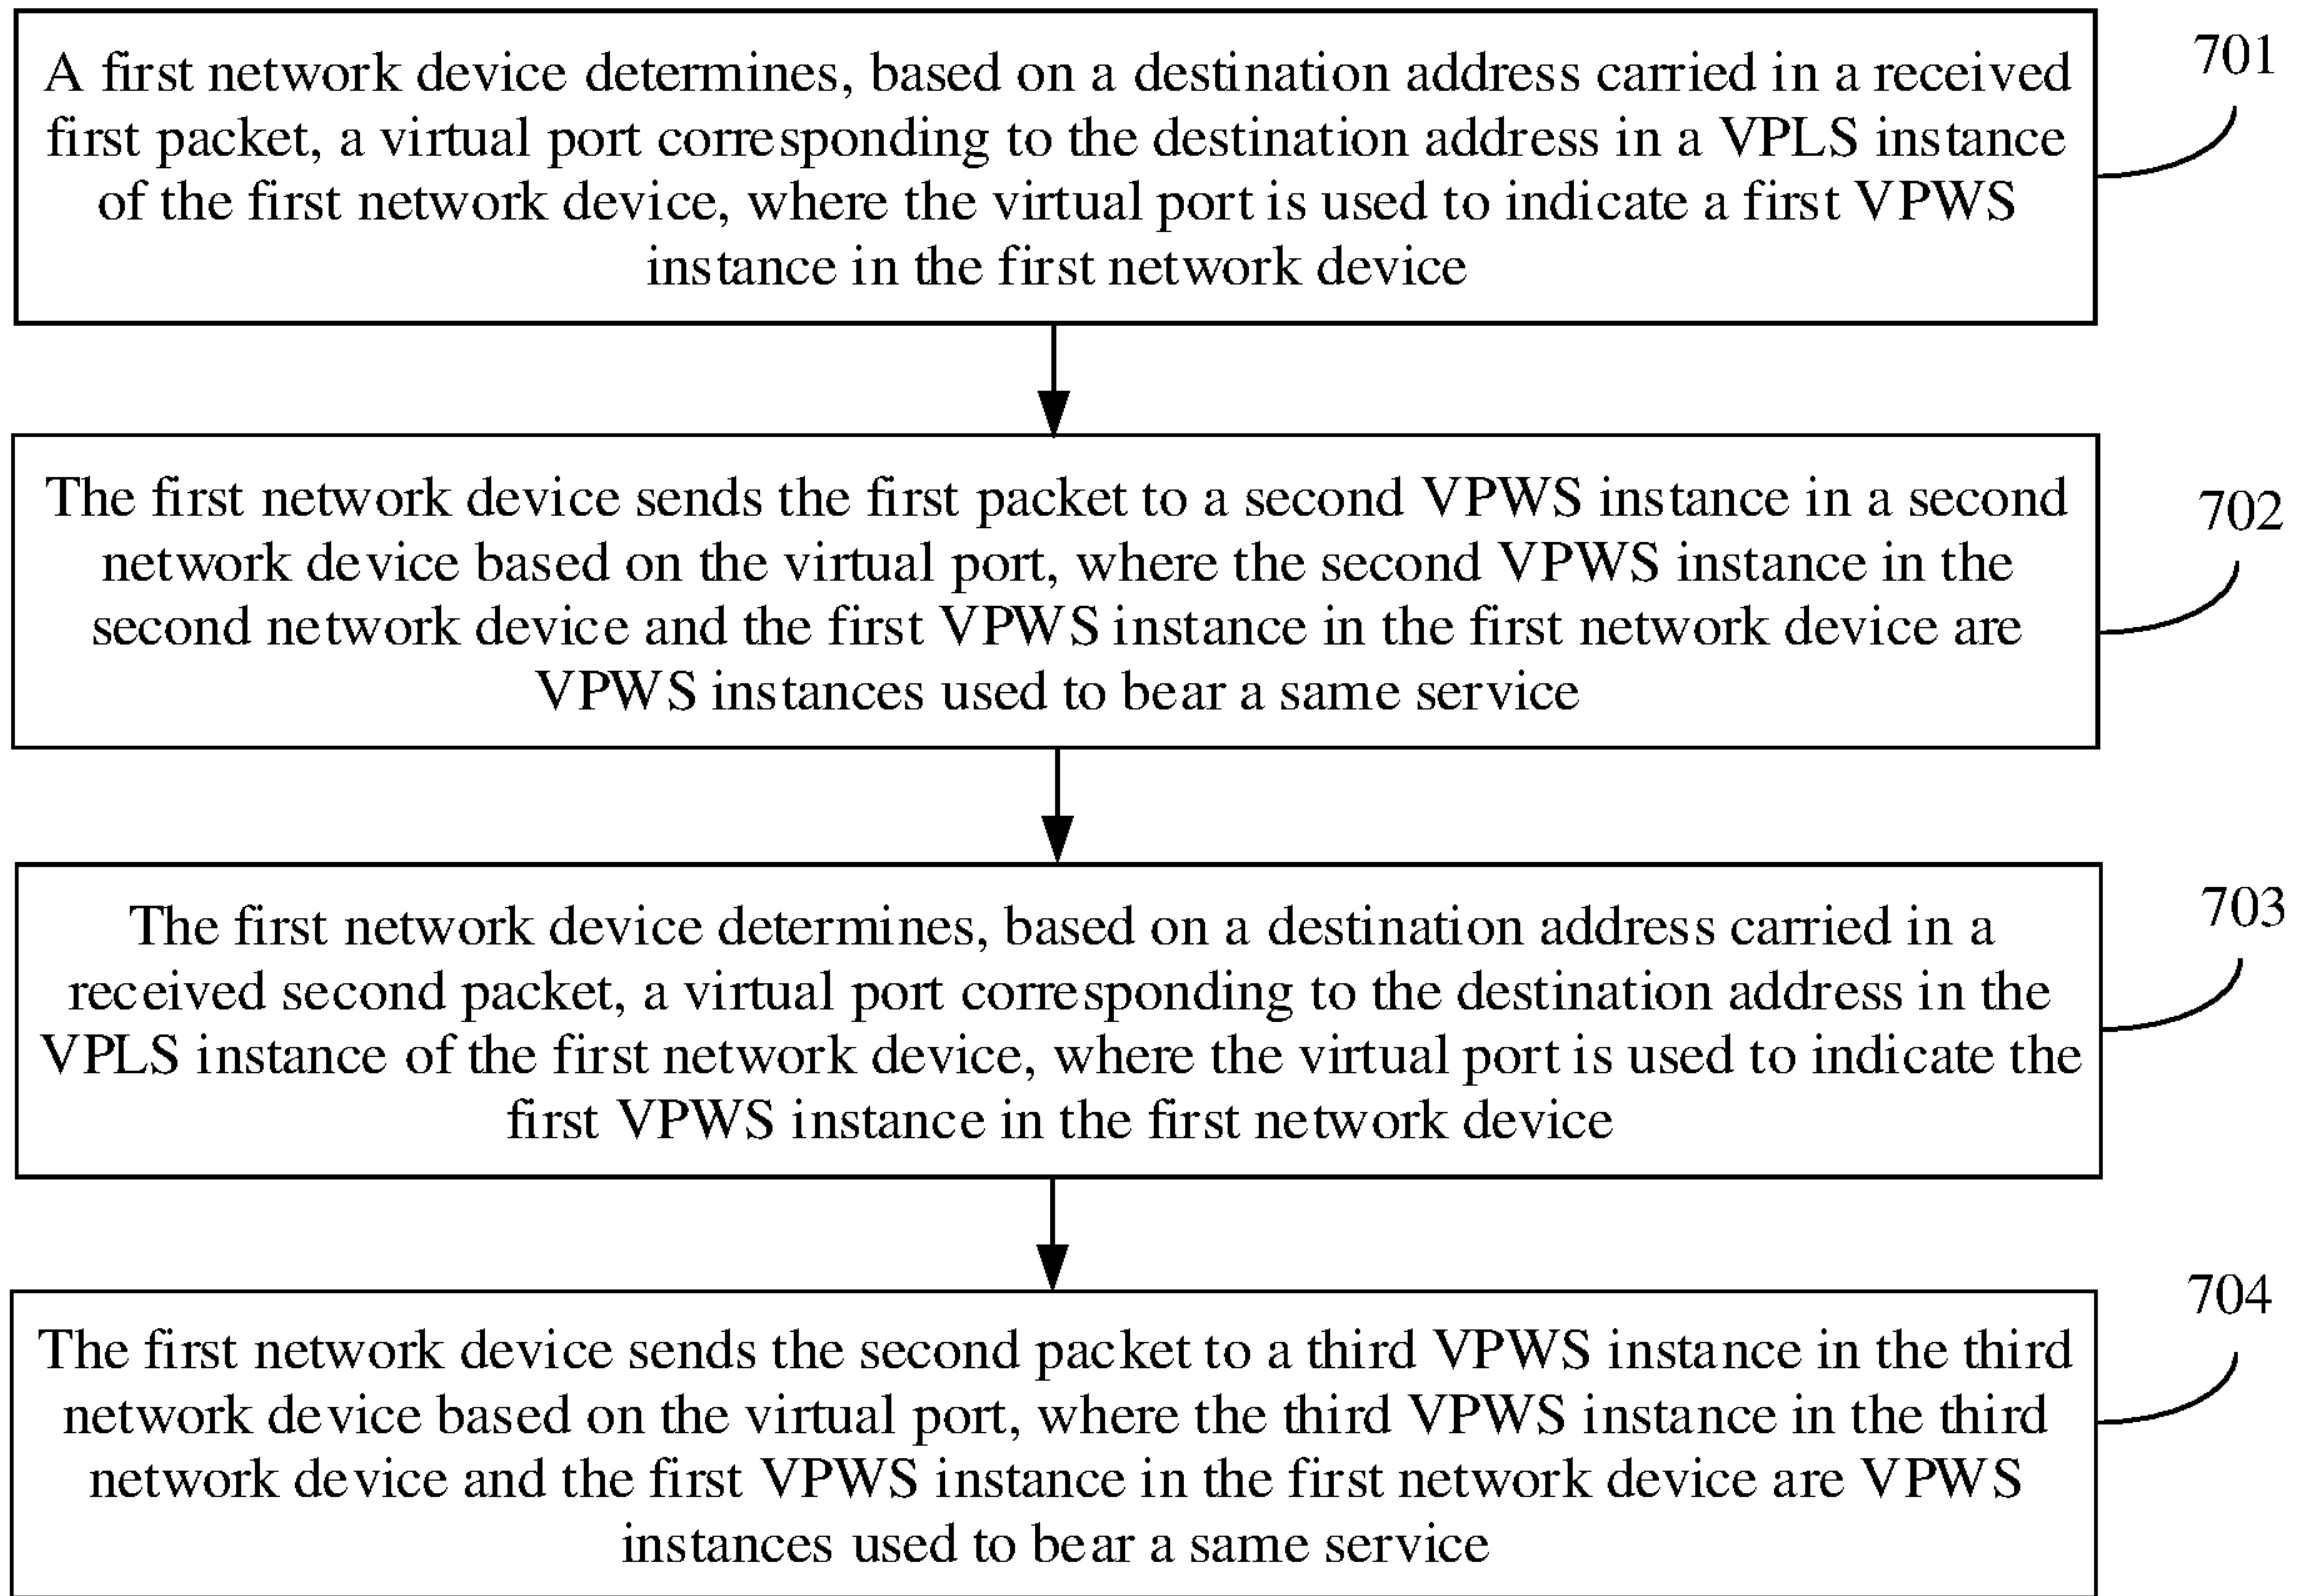 A first network device determines, based on a destination address carried in a received
first packet, a virtual port corresponding to the destination address in a VPLS instance
of the first network device, where the virtual port is used to indicate a first VPWS
instance in the first network device
701
The first network device sends the first packet to a second VPWS instance in a second
network device based on the virtual port, where the second VPWS instance in the
second network device and the first VPWS instance in the first network device are
VPWS instances used to bear a same service
702
The first network device determines, based on a destination address carried in a
received second packet, a virtual port corresponding to the destination address in the
VPLS instance of the first network device, where the virtual port is used to indicate the
first VPWS instance in the first network device
703
The first network device sends the second packet to a third VPWS instance in the third
network device based on the virtual port, where the third VPWS instance in the third
network device and the first VPWS instance in the first network device are VPWS
instances used to bear a same service
704